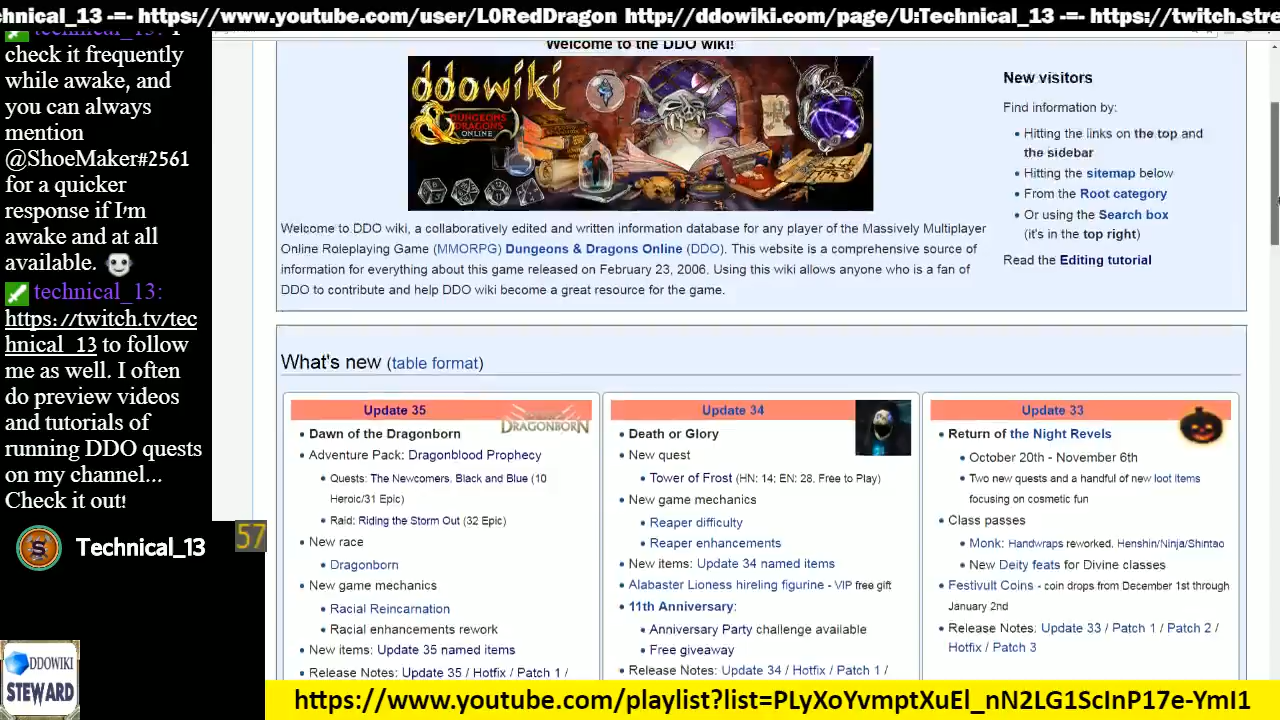 chnical_13 -=- https://www.youtube.com/user/L0RedDragon http://ddowiki.com/page/U:Technical_13 -=- https://twitch.stre
technical_13: I
check it frequently
while awake, and
you can always
mention
@ShoeMaker#2561
for a quicker
response if I'm
awake and at all
available.
technical_13:
https://twitch.tv/tec
hnical_13 to follow
me as well. I often
do preview videos
and tutorials of
running DDO quests
on my channel...
Check it out!
Technical_13
57
DDOWIKI
STEWARD
Welcome to the DDO wiki!
ddowiki
DUNGEONS
DRAGONS
ONLINE
Welcome to DDO wiki, a collaboratively edited and written information database for any player of the Massively Multiplayer
Online Roleplaying Game (MMORPG) Dungeons & Dragons Online (DDO). This website is a comprehensive source of
information for everything about this game released on February 23, 2006. Using this wiki allows anyone who is a fan of
DDO to contribute and help DDO wiki become a great resource for the game.
New visitors
Find information by:
• Hitting the links on the top and
the sidebar
• Hitting the sitemap below
• From the Root category
• Or using the Search box
(it's in the top right)
Read the Editing tutorial
What's new (table format)
Update 35
DRAGONBORN
• Dawn of the Dragonborn
• Adventure Pack: Dragonblood Prophecy
• Quests: The Newcomers, Black and Blue (10
Heroic/31 Epic)
• Raid: Riding the Storm Out (32 Epic)
• New race
• Dragonborn
• New game mechanics
• Racial Reincarnation
• Racial enhancements rework
• New items: Update 35 named items
• Release Notes: Update 35 / Hotfix / Patch 1 /
Update 34
• Death or Glory
• New quest
• Tower of Frost (HN: 14; EN: 28, Free to Play)
• New game mechanics
• Reaper difficulty
• Reaper enhancements
• New items: Update 34 named items
• Alabaster Lioness hireling figurine - VIP free gift
• 11th Anniversary:
• Anniversary Party challenge available
• Free giveaway
• Release Notes: Update 34 / Hotfix / Patch 1 /
Update 33
• Return of the Night Revels
• October 20th - November 6th
• Two new quests and a handful of new loot items
focusing on cosmetic fun
• Class passes
• Monk: Handwraps reworked, Henshin/Ninja/Shintao
• New Deity feats for Divine classes
• Festivult Coins - coin drops from December 1st through
January 2nd
• Release Notes: Update 33 / Patch 1 / Patch 2 /
Hotfix / Patch 3
https://www.youtube.com/playlist?list=PLyXoYvmptXuEl_nN2LG1ScInP17e-YmI1